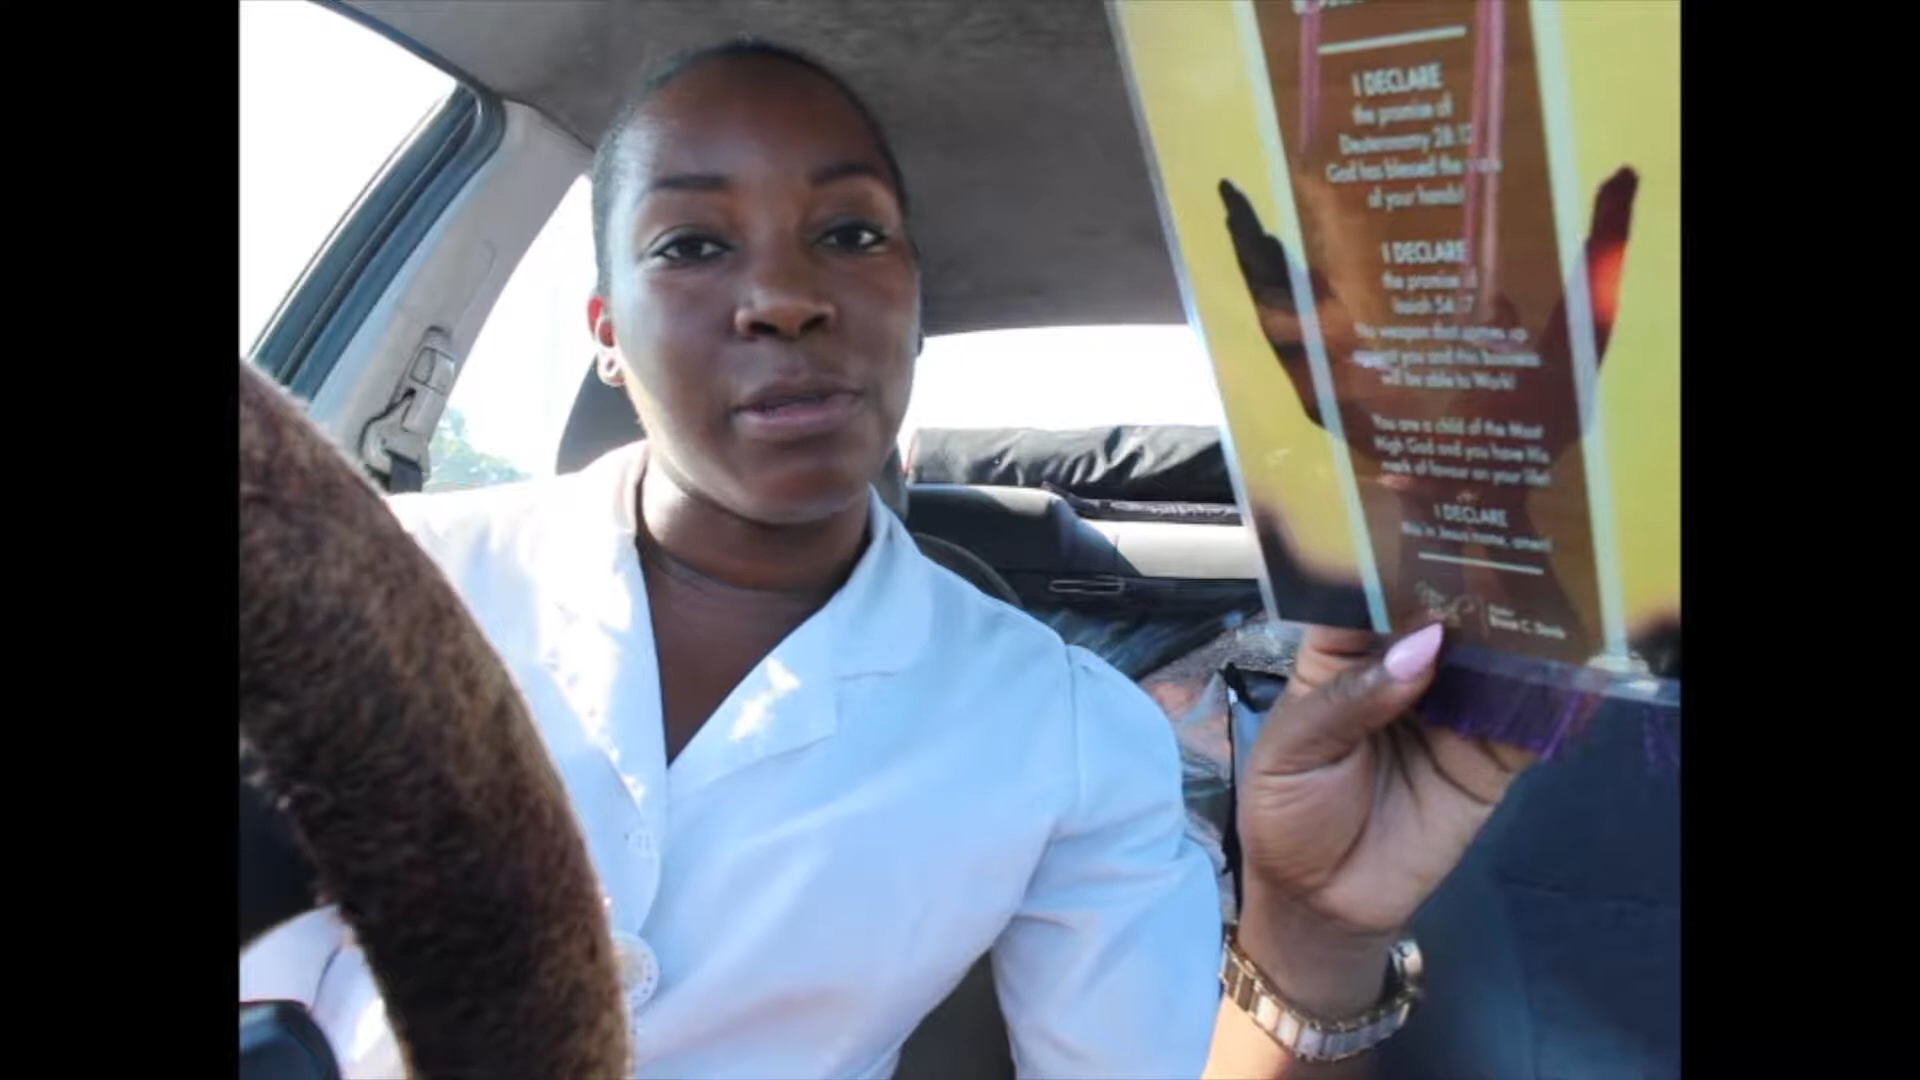 I DECLARE
the promise of
Deuteronomy 28:12
God has blessed the
of your hands!
I DECLARE
the promise of
Isaiah 54:17
No weapon that comes up
against you and this business
will be able to Work!
You are a child of the Most
High God and you have His
mark of favour on your life!
I DECLARE
this in Jesus name, amen!